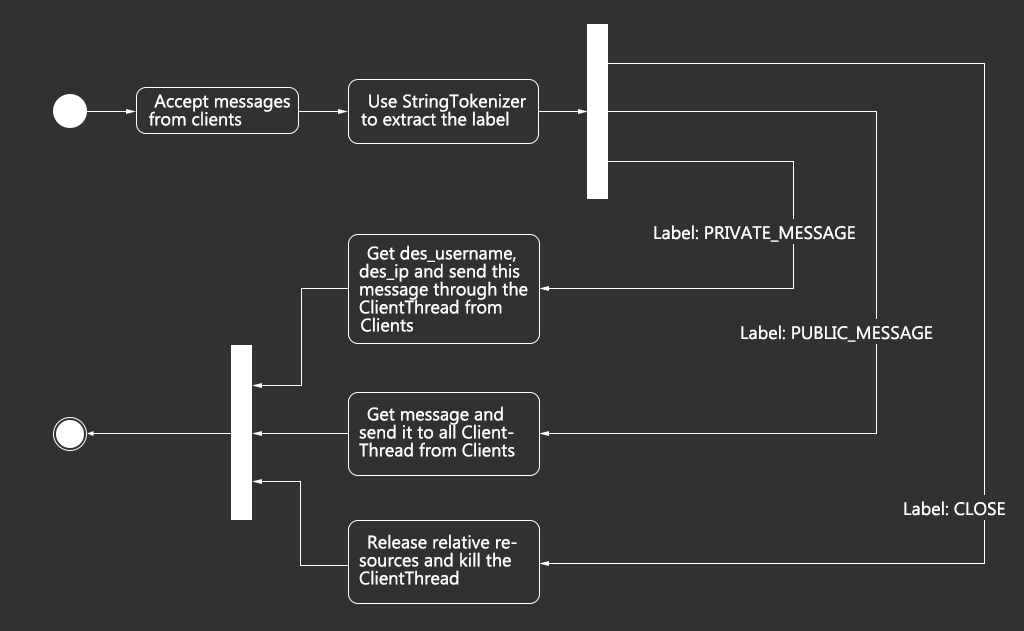 Accept messages
from clients
Use StringTokenizer
to extract the label
Label: PRIVATE_MESSAGE
Get des_username,
des_ip and send this
message through the
ClientThread from
Clients
Label: PUBLIC_MESSAGE
Get message and
send it to all Client-
Thread from Clients
Label: CLOSE
Release relative re-
sources and kill the
ClientThread